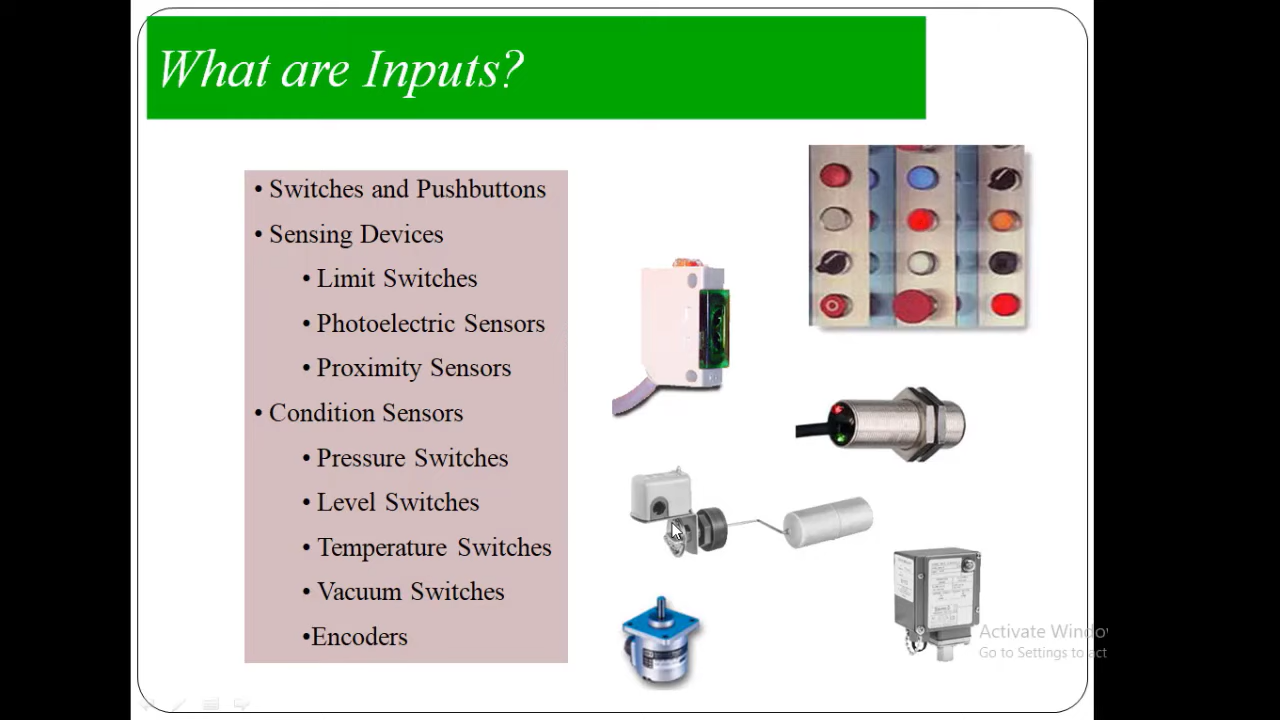 What are Inputs?
• Switches and Pushbuttons
• Sensing Devices
• Limit Switches
• Photoelectric Sensors
• Proximity Sensors
• Condition Sensors
• Pressure Switches
• Level Switches
• Temperature Switches
• Vacuum Switches
•Encoders
Activate Windo
Go to Settings to act